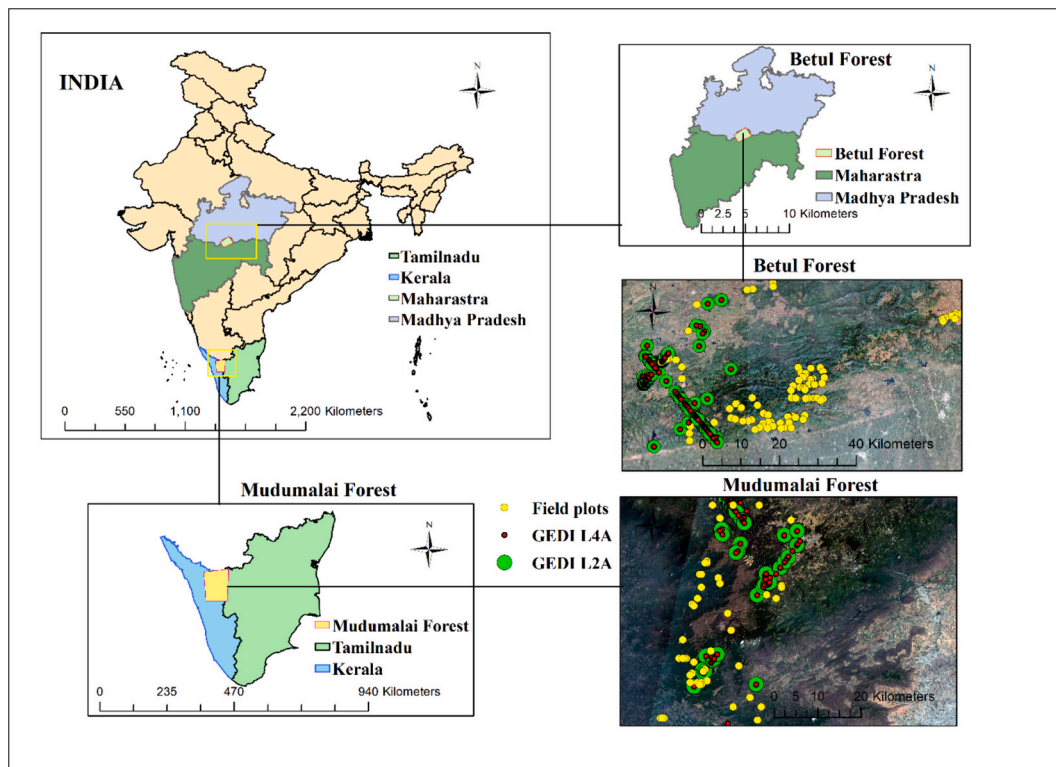 INDIA
N
Tamilnadu
Kerala
Maharastra
Madhya Pradesh
0 550 1,100 2,200 Kilometers
Betul Forest
N
Betul Forest
Maharastra
Madhya Pradesh
0 2.5 5 10 Kilometers
Betul Forest
0 5 10 20 40 Kilometers
Mudumalai Forest
N
Mudumalai Forest
Tamilnadu
Kerala
0 235 470 940 Kilometers
Field plots
GEDI L4A
GEDI L2A
Mudumalai Forest
0 5 10 20 Kilometers